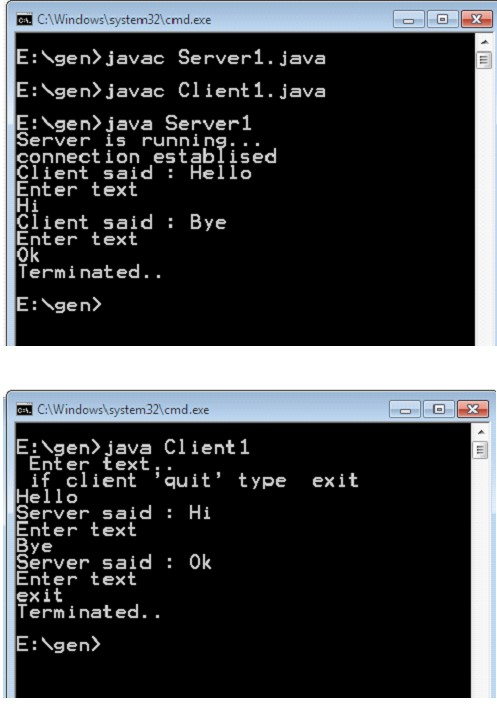 C:\Windows\system32\cmd.exe
E:\gen>javac Server1.java
E:\gen>javac Client1.java
E:\gen>java Server1
Server is running...
connection establised
Client said : Hello
Enter text
Hi
Client said : Bye
Enter text
Ok
Terminated..
E:\gen>
C:\Windows\system32\cmd.exe
E:\gen>java Client1
Enter text..
if client 'quit' type  exit
Hello
Server said : Hi
Enter text
Bye
Server said : Ok
Enter text
exit
Terminated..
E:\gen>